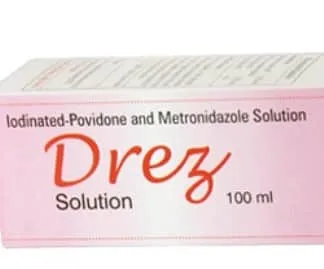 Iodinated-Povidone and Metronidazole Solution
Drez
Solution 100 ml